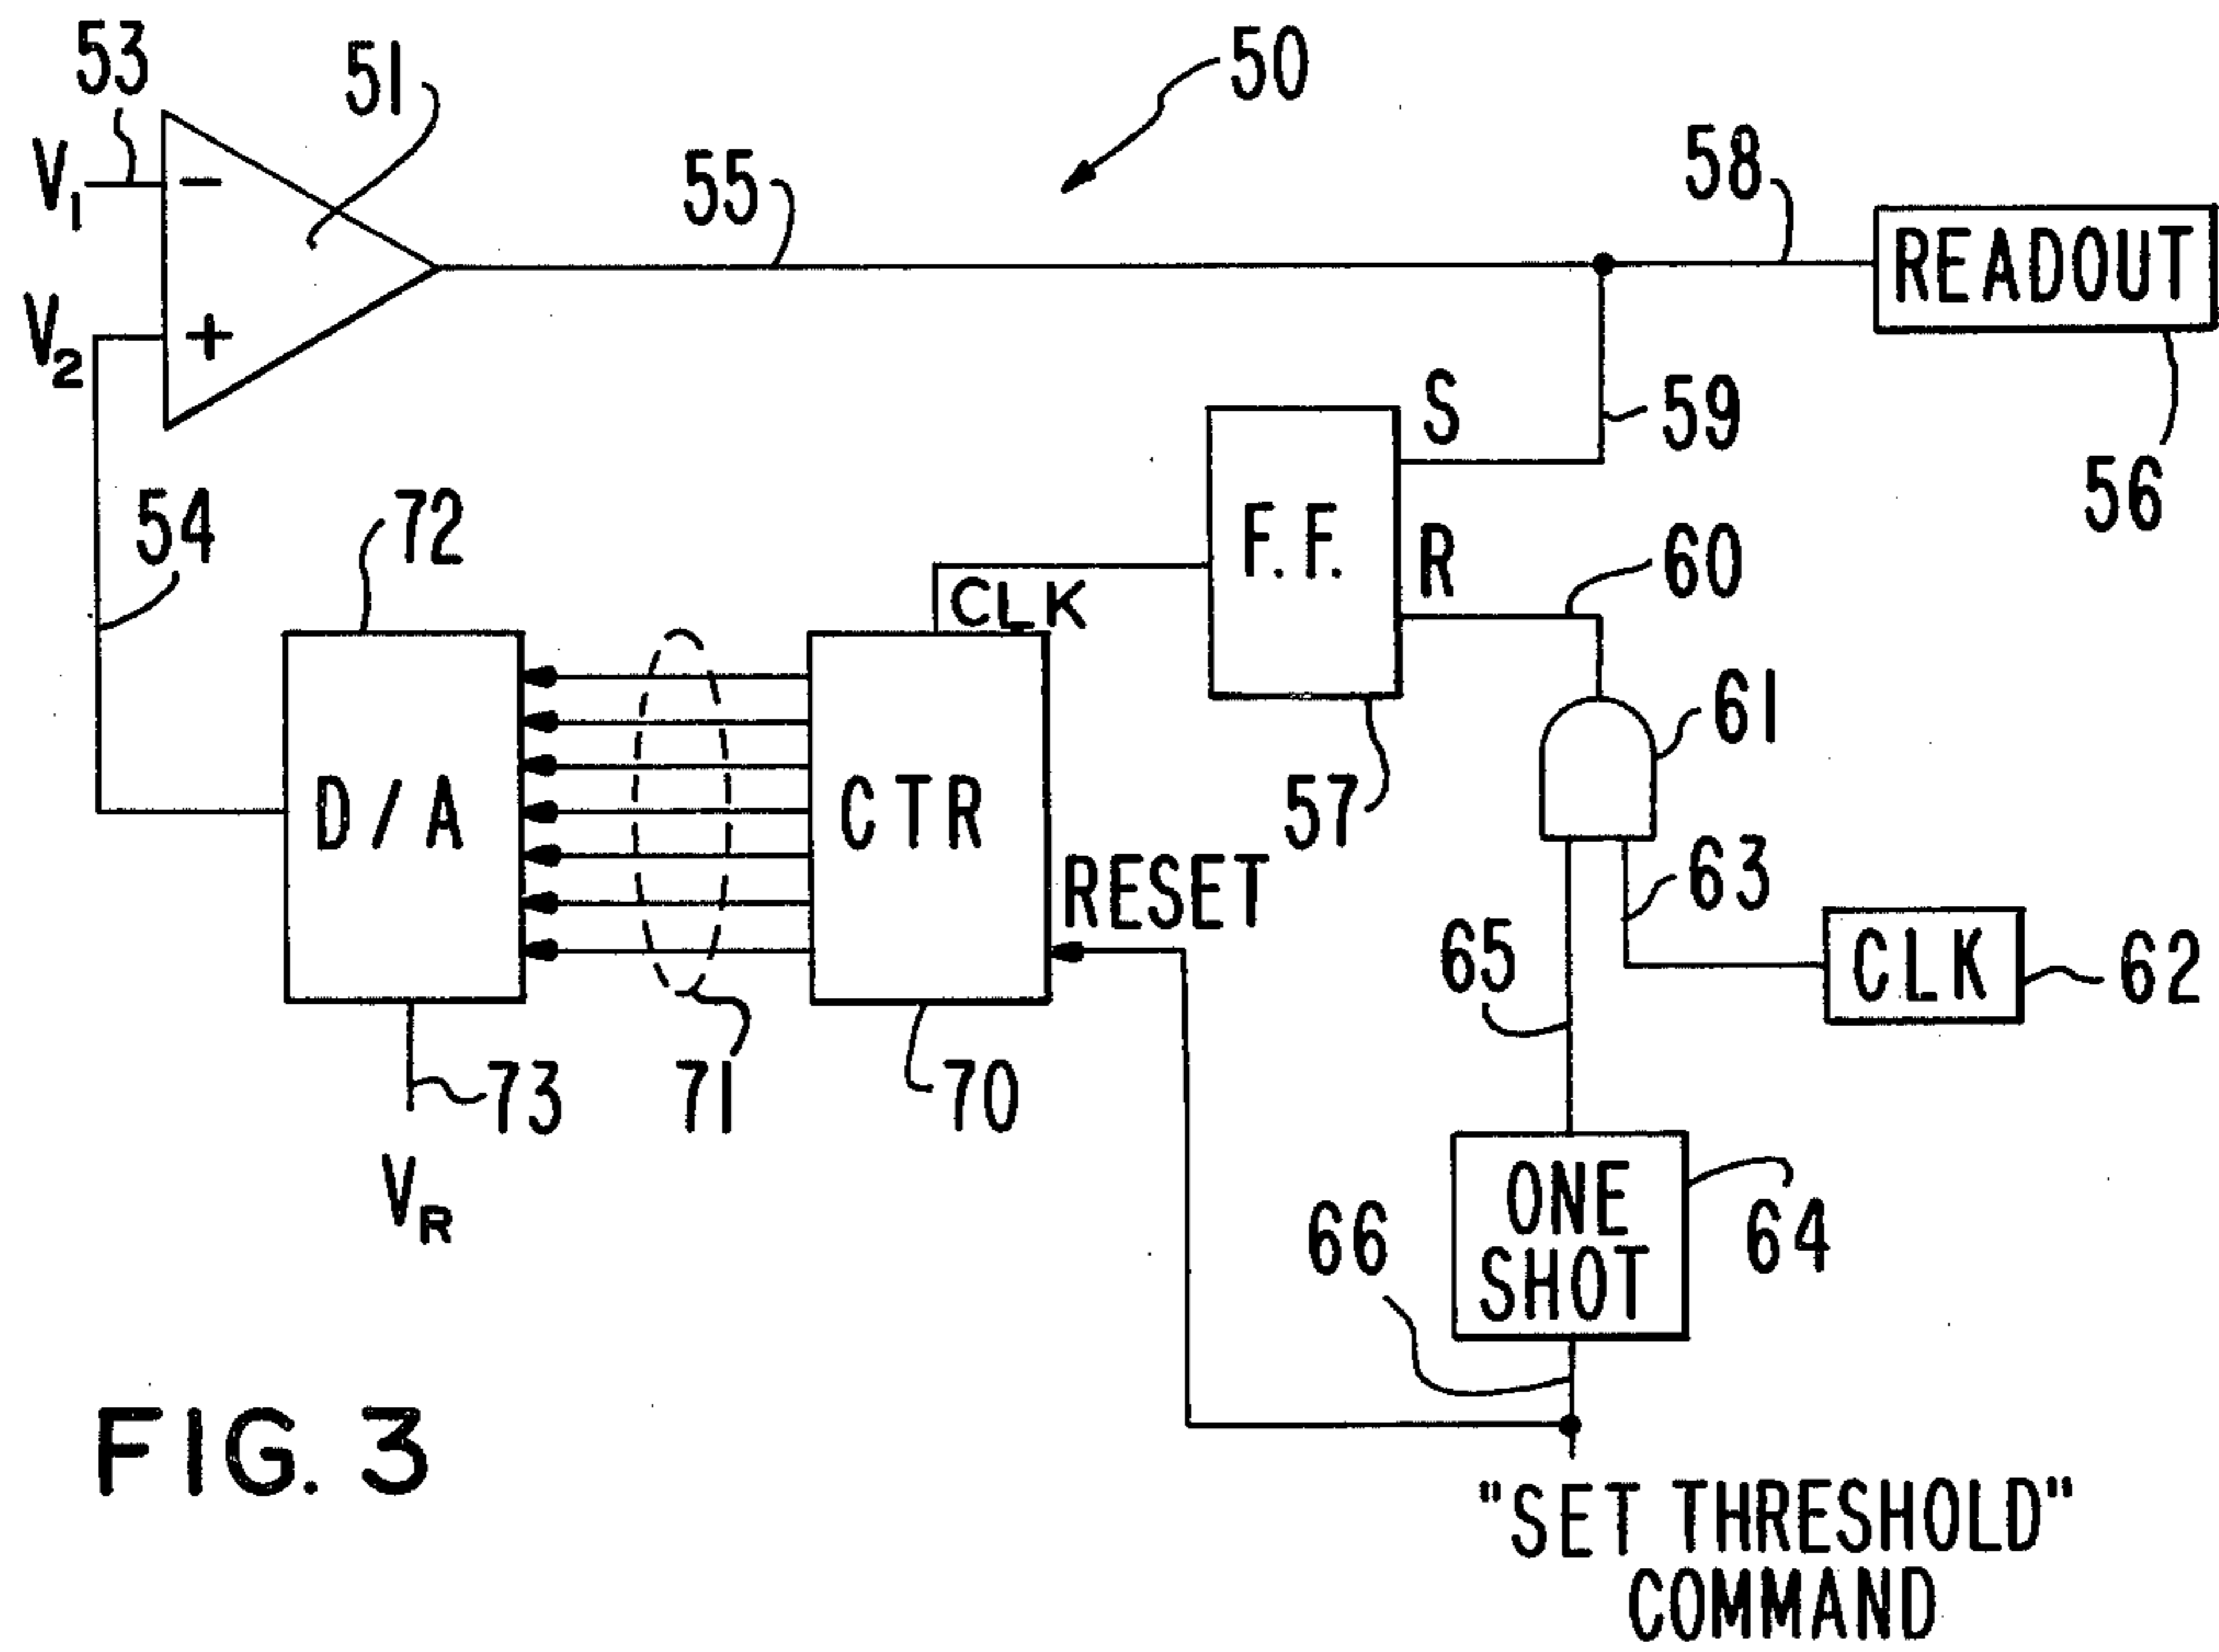 53
51
50
V1
55
58
READOUT
V2
S
59
56
54
72
F.F.
R
60
CLK
61
57
D/A
CTR
63
RESET
65
CLK
62
73
71
70
VR
ONE
SHOT
66
64
FIG. 3
"SET THRESHOLD"
COMMAND